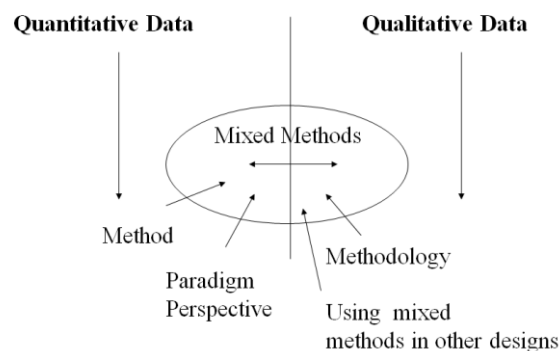 Quantitative Data
Qualitative Data
Mixed Methods
Method
Methodology
Paradigm
Perspective
Using mixed
methods in other designs